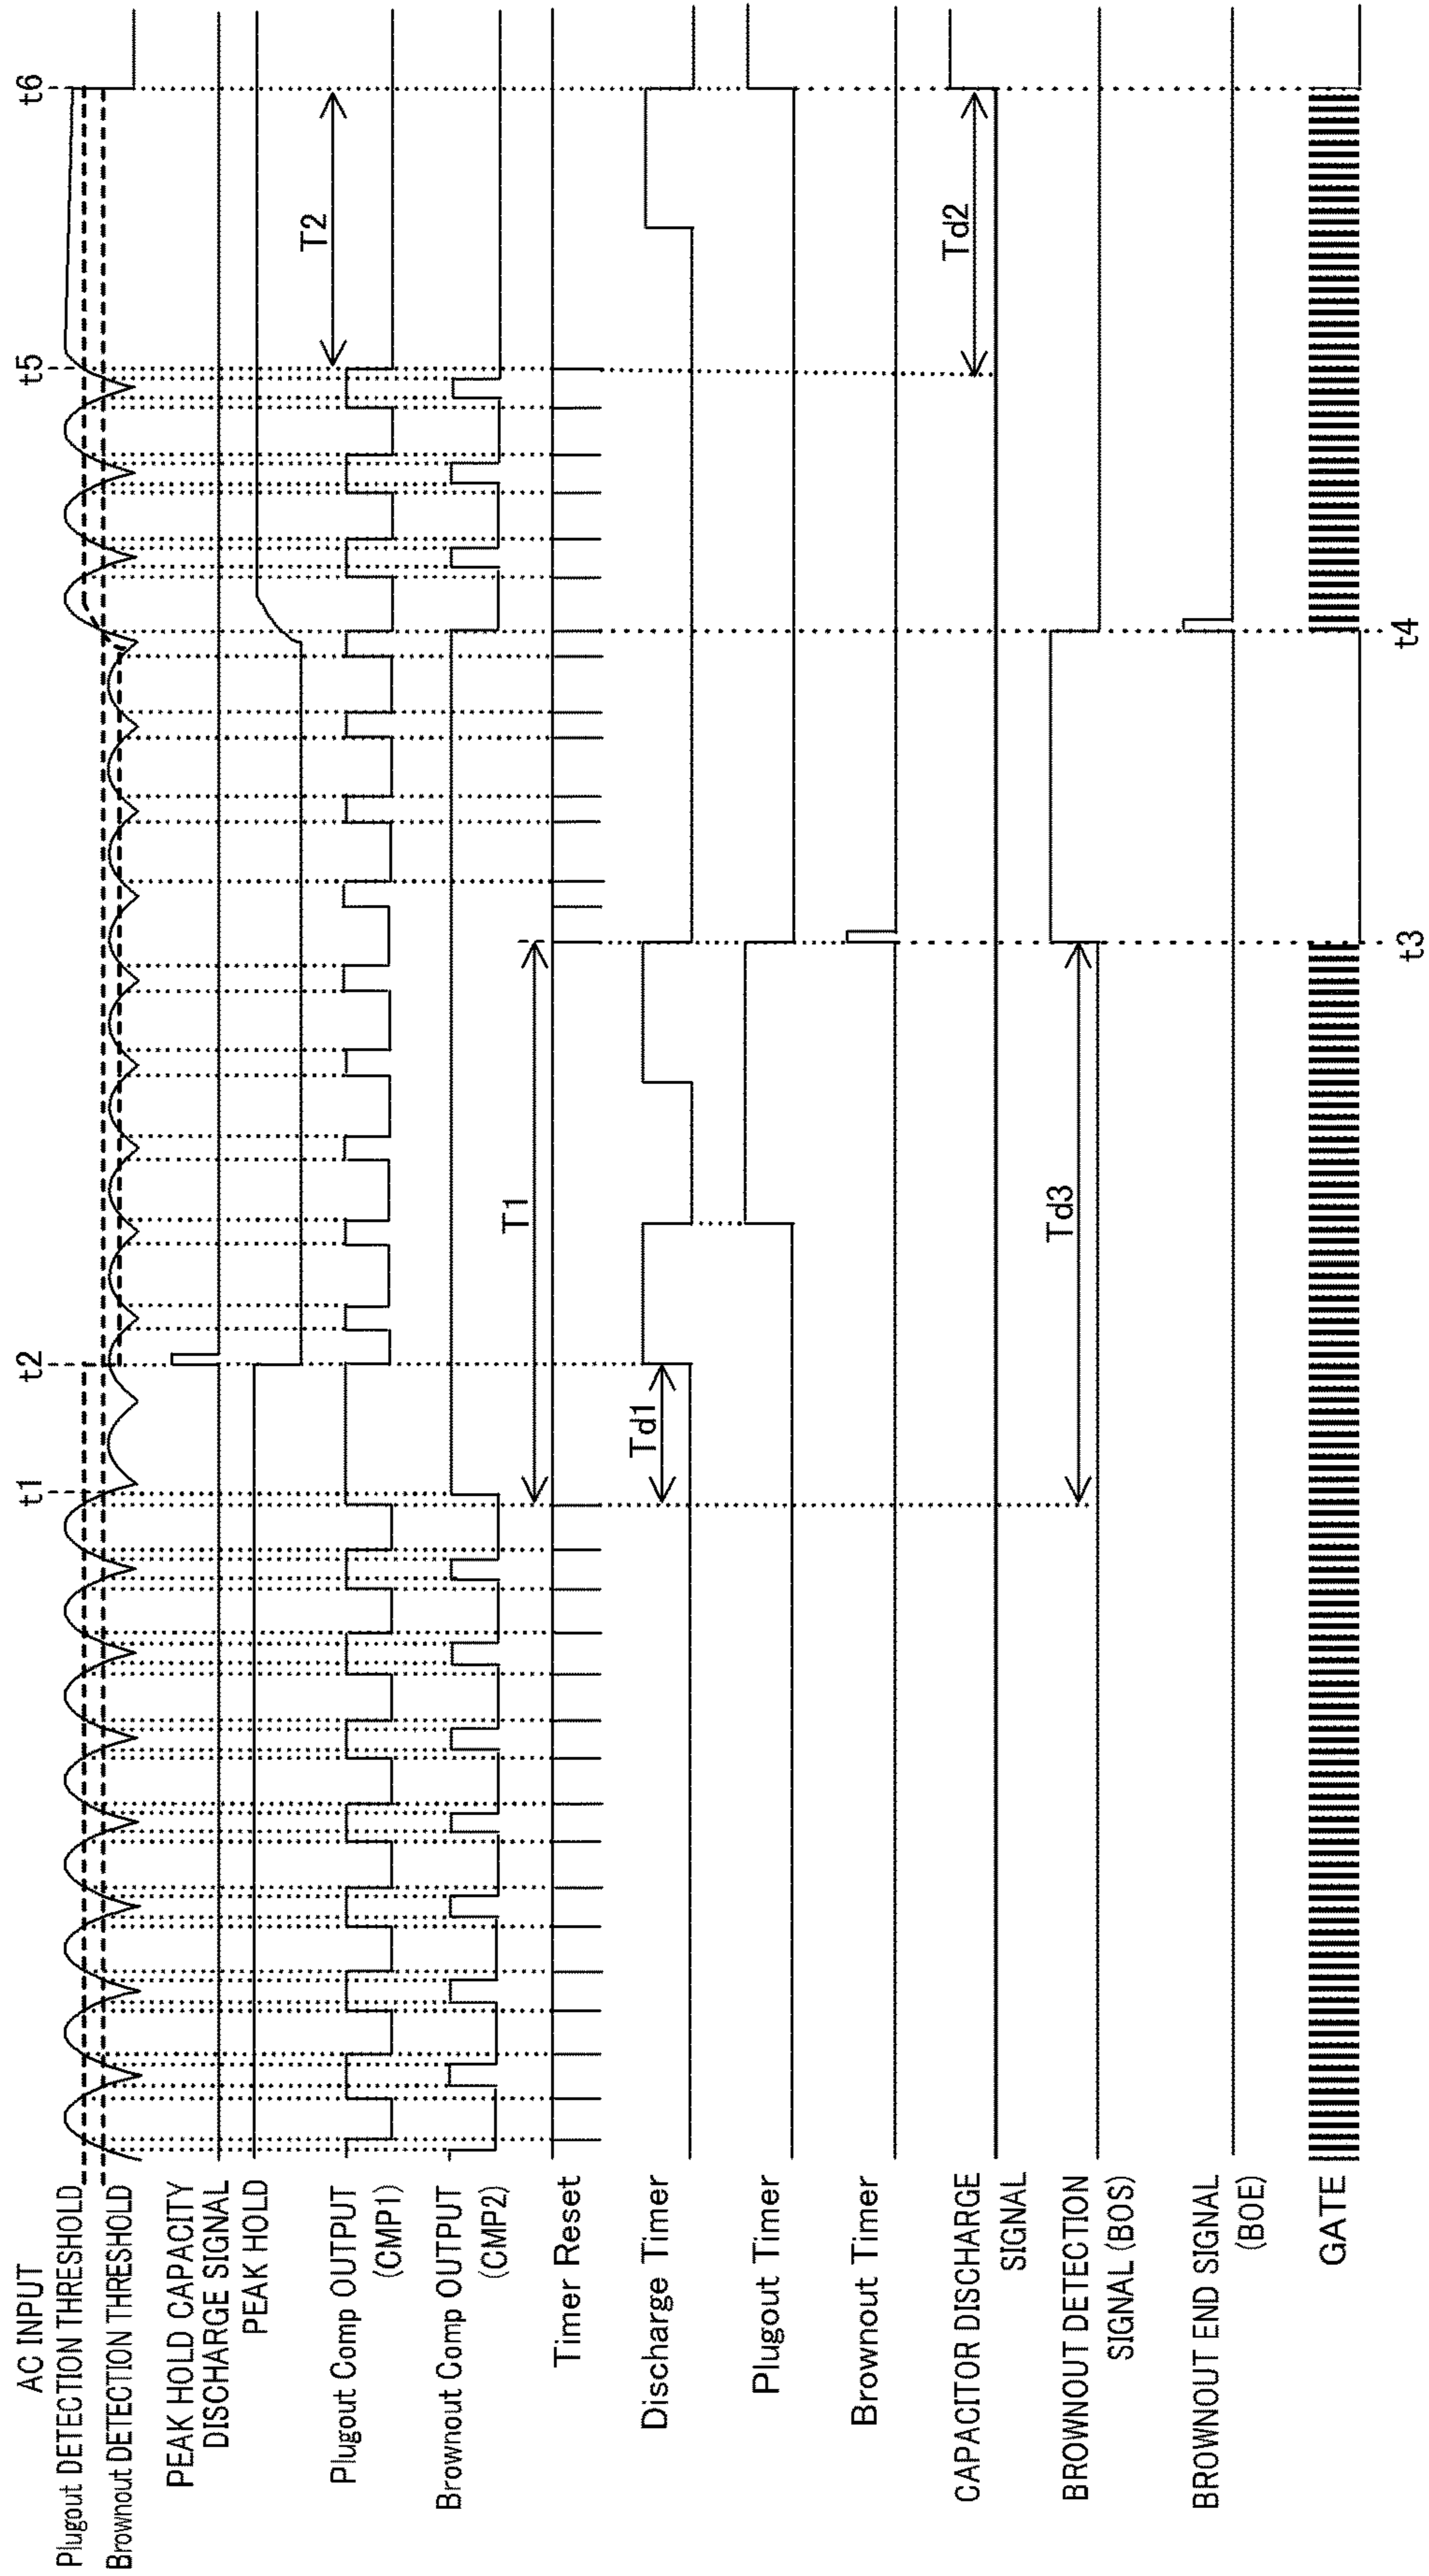 AC INPUT
Plugout DETECTION THRESHOLD
Brownout DETECTION THRESHOLD
PEAK HOLD CAPACITY
DISCHARGE SIGNAL
PEAK HOLD
Plugout Comp OUTPUT
(CMP1)
Brownout Comp OUTPUT
(CMP2)
Timer Reset
Discharge Timer
Plugout Timer
Brownout Timer
CAPACITOR DISCHARGE
SIGNAL
BROWNOUT DETECTION
SIGNAL (BOS)
BROWNOUT END SIGNAL
(BOE)
GATE
t1
t2
t5
t6
T2
T1
Td1
Td2
Td3
t3
t4